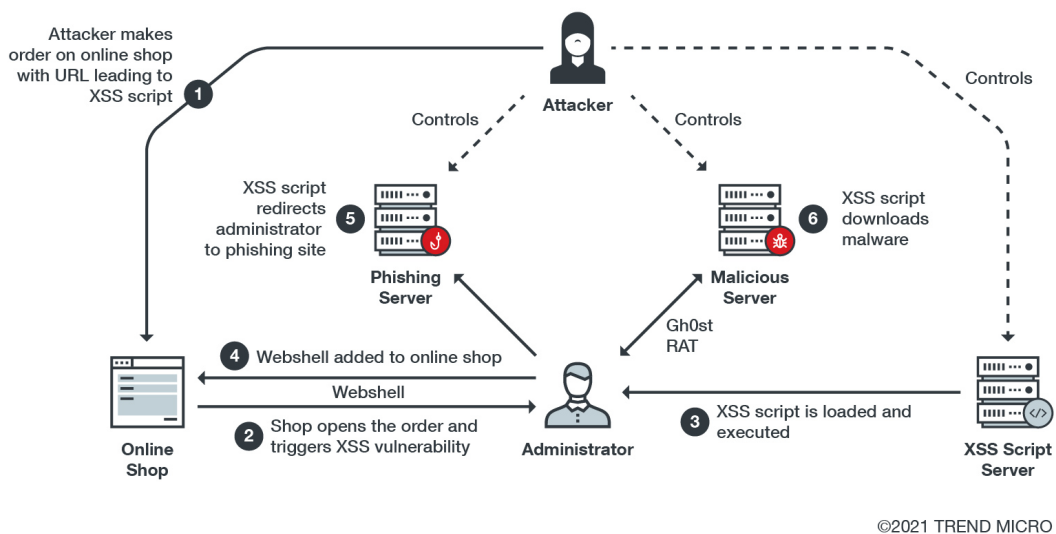 Attacker makes
order on online shop
with URL leading to
XSS script
1
Attacker
Controls
Controls
Controls
XSS script
redirects
administrator
to phishing site
5
Phishing
Server
6
XSS script
downloads
malware
Malicious
Server
Gh0st
RAT
4 Webshell added to online shop
Webshell
2 Shop opens the order and
triggers XSS vulnerability
Online
Shop
Administrator
3 XSS script is loaded and
executed
</>
XSS Script
Server
©2021 TREND MICRO